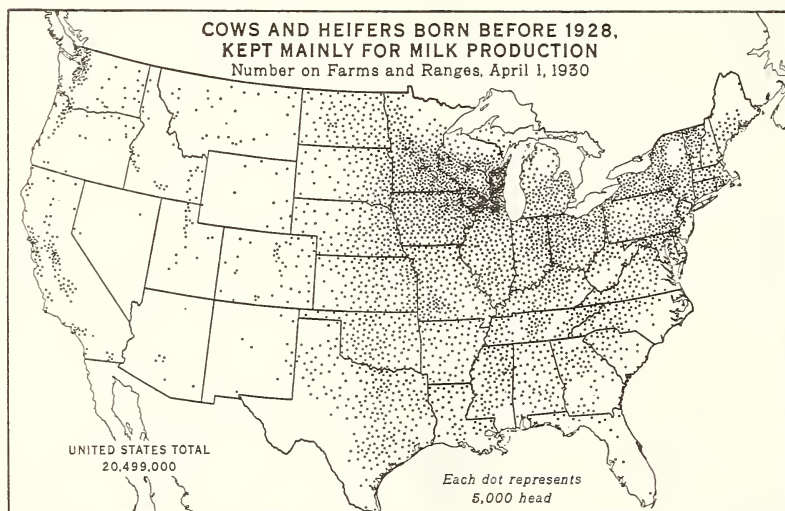 COWS AND HEIFERS BORN BEFORE 1928,
KEPT MAINLY FOR MILK PRODUCTION
Number on Farms and Ranges, April 1, 1930
UNITED STATES TOTAL
20,499,000
Each dot represents
5,000 head